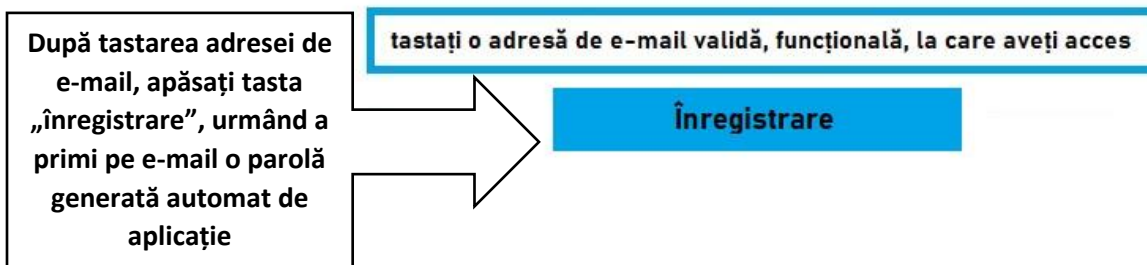 După tastarea adresei de
e-mail, apăsați tasta
„înregistrare”, urmând a
primi pe e-mail o parolă
generată automat de
aplicație
tastați o adresă de e-mail validă, funcțională, la care aveți acces
Înregistrare